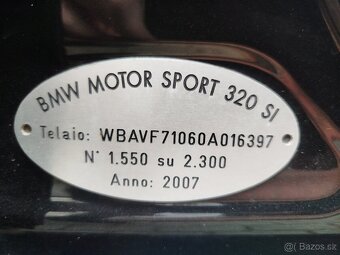 BMW MOTOR SPORT 320 SI
Telaio: WBAVF71060A016397
N° 1.550 su 2.300
Anno: 2007
© Bazos.sk